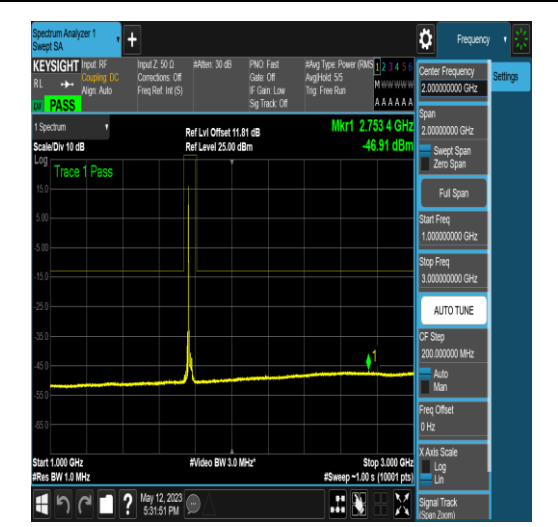 Spectrum Analyzer 1
Swept SA
Frequency
KEYSIGHT
RL
Input: RF
Coupling: DC
Align: Auto
Input Z: 50 Ω
Corrections: Off
Freq Ref: Int (S)
#Atten: 30 dB
PNO: Fast
Gate: Off
IF Gain: Low
Sig Track: Off
#Avg Type: Power (RMS
Avg|Hold: 5/5
Trig: Free Run
1 2 3 4 5 6
M W W W W W
A A A A A A
PASS
1 Spectrum
Scale/Div 10 dB
Ref Lvl Offset 11.81 dB
Ref Level 25.00 dBm
Mkr1 2.753 4 GHz
-46.91 dBm
Log
Trace 1 Pass
15.0
5.00
-5.00
-15.0
-25.0
-35.0
-45.0
-55.0
-65.0
1
Start 1.000 GHz
#Res BW 1.0 MHz
#Video BW 3.0 MHz*
Stop 3.000 GHz
#Sweep ~1.00 s (10001 pts)
May 12, 2023
5:31:51 PM
?
Settings
Center Frequency
2.000000000 GHz
Span
2.00000000 GHz
Swept Span
Zero Span
Full Span
Start Freq
1.000000000 GHz
Stop Freq
3.000000000 GHz
AUTO TUNE
CF Step
200.000000 MHz
Auto
Man
Freq Offset
0 Hz
X Axis Scale
Log
Lin
Signal Track
(Span Zoom)